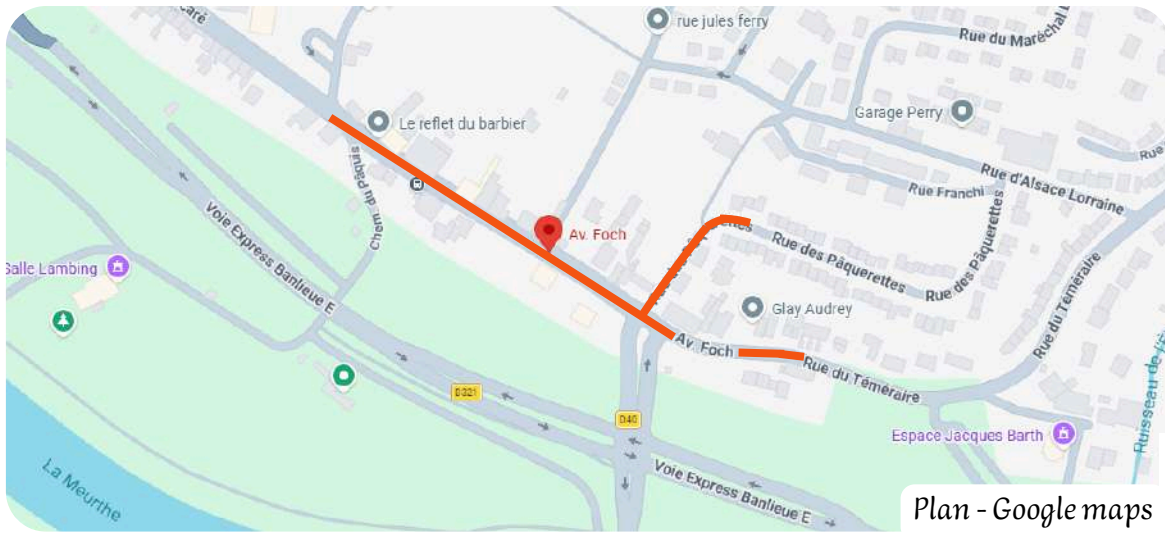 caré
rue jules ferry
Rue du Maréchal
Le reflet du barbier
Garage Perry
Rue
Chem. du Pâquis
Rue d'Alsace Lorraine
Rue Franchi
Voie Express Banlieue E
Av. Foch
Rue des Pâquerettes
Rue des Pâquerettes
Salle Lambing
Glay Audrey
Rue du Téméraire
Av. Foch
Rue du Téméraire
D321
D40
Espace Jacques Barth
La Meurthe
Voie Express Banlieue E
Plan - Google maps